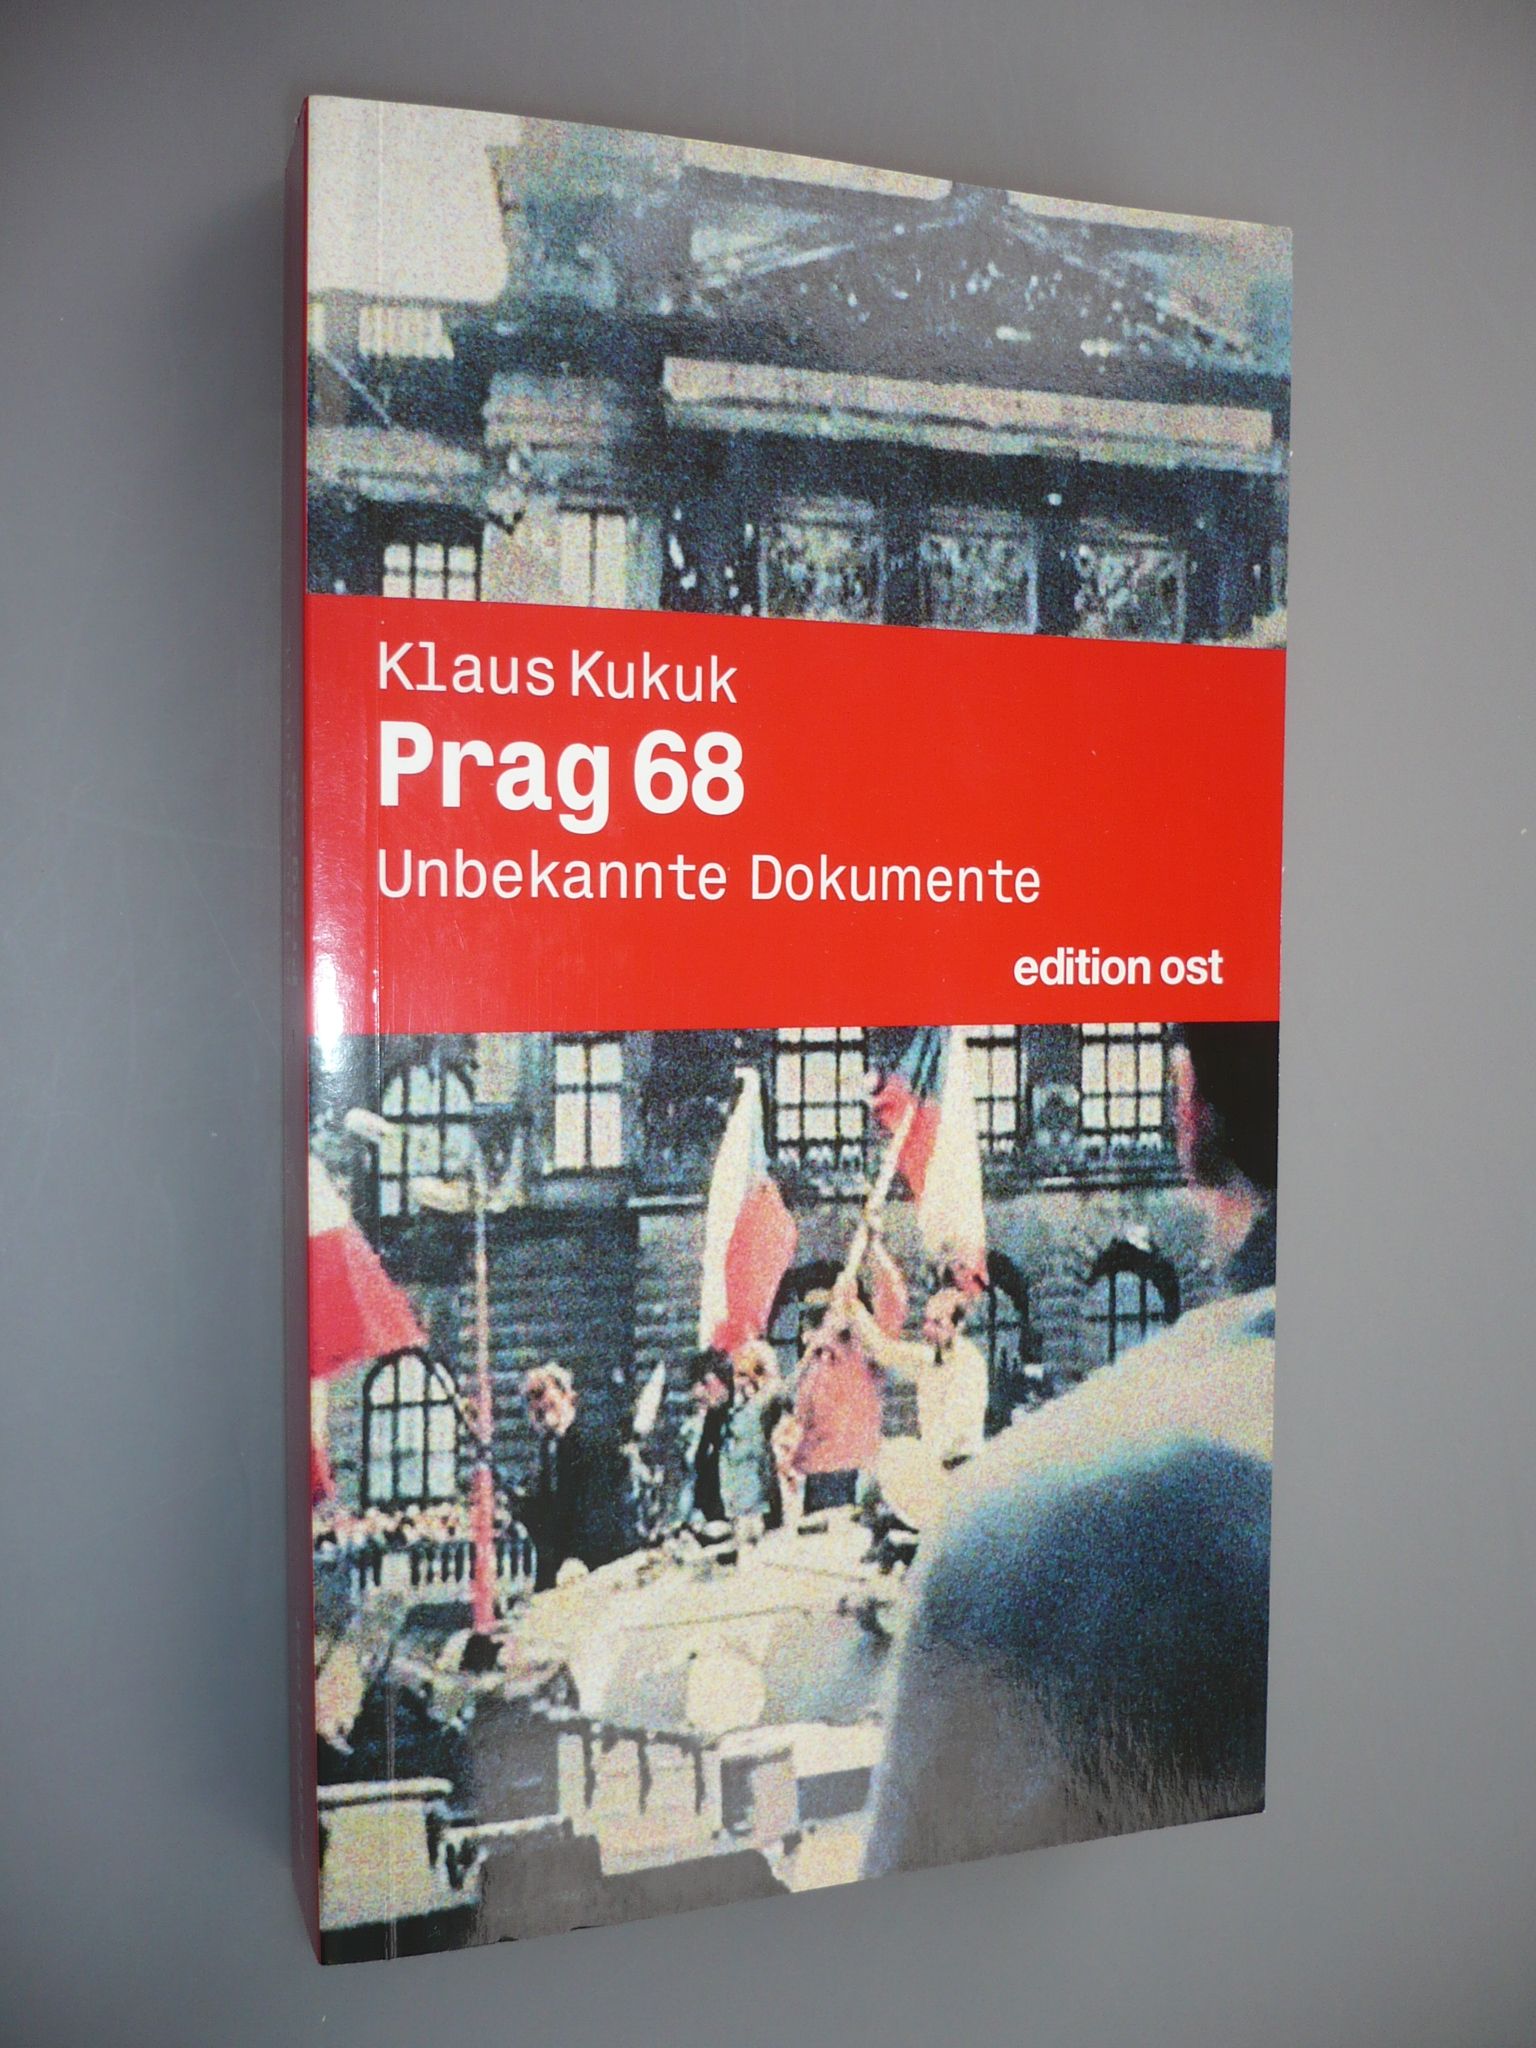 Klaus Kukuk
Prag 68
Unbekannte Dokumente
edition ost